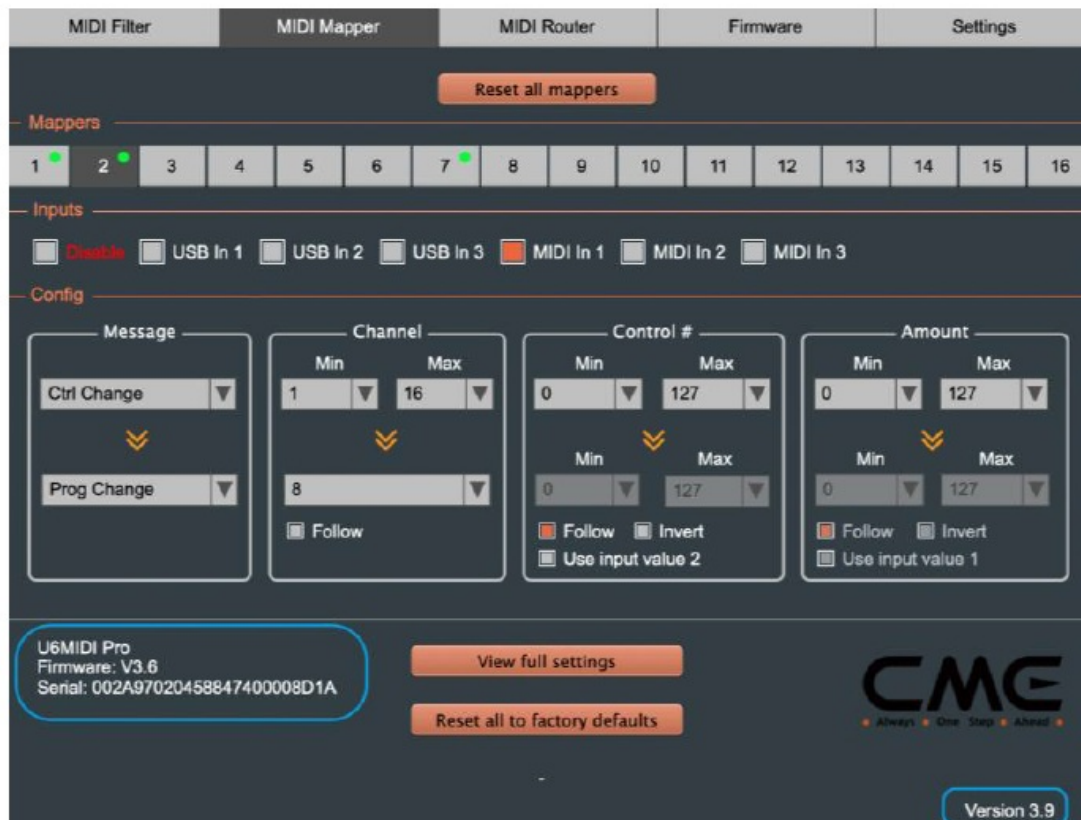 MIDI Filter MIDI Mapper MIDI Router Firmware Settings
Reset all mappers
Mappers
1 2 3 4 5 6 7 8 9 10 11 12 13 14 15 16
Inputs
Disable USB In 1 USB In 2 USB In 3 MIDI In 1 MIDI In 2 MIDI In 3
Config
Message Channel Control # Amount
Min Max Min Max Min Max
Ctrl Change 1 16 0 127 0 127
Min Max Min Max
Prog Change 8 0 127 0 127
Follow Follow Invert Follow Invert
Use input value 2 Use input value 1
U6MIDI Pro
Firmware: V3.6
Serial: 002A97020458847400008D1A
View full settings
Reset all to factory defaults
CME
Always One Step Ahead
-
Version 3.9